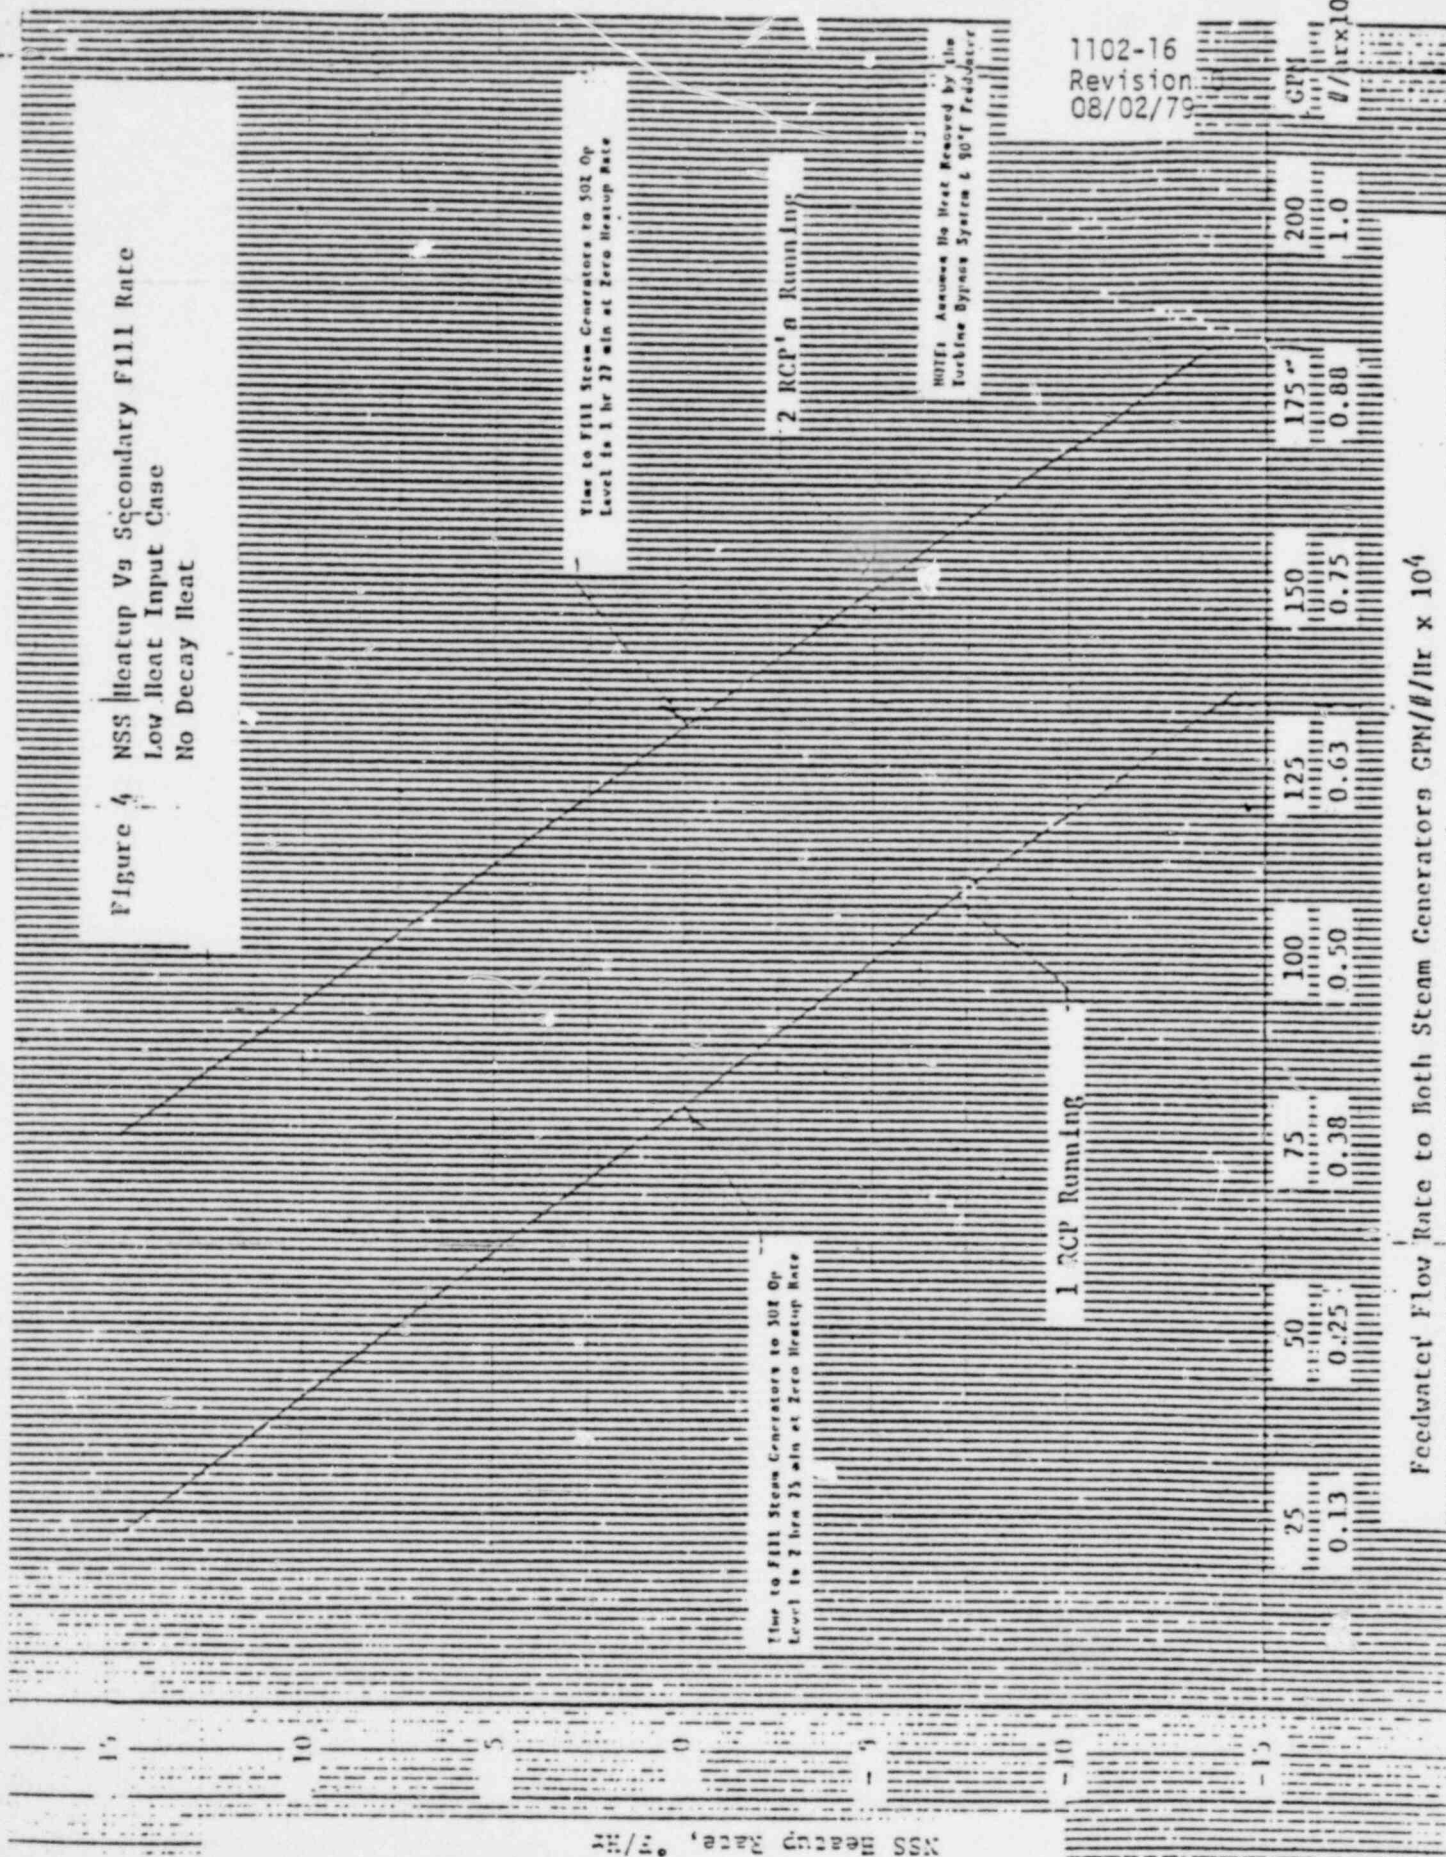 1102-16
Revision
08/02/79
Figure 4 NSS Heatup Vs Secondary Fill Rate
Low Heat Input Case
No Decay Heat
Time to Fill Steam Generators to 50% Op
Level is 1 hr 27 min at Zero Heatup Rate
2 RCP's Running
NOTE: Assumes No Heat Removed by the
Turbine Bypass System & 90°F Feedwater
Time to Fill Steam Generators to 50% Op
Level is 2 hrs 25 min at Zero Heatup Rate
1 RCP Running
15
10
5
0
-5
-10
-15
NSS Heatup Rate, °F/Hr
25 50 75 100 125 150 175 200 GPM
0.13 0.25 0.38 0.50 0.63 0.75 0.88 1.0 #/hrx10
Feedwater Flow Rate to Both Steam Generators GPM/#/Hr x 10⁴